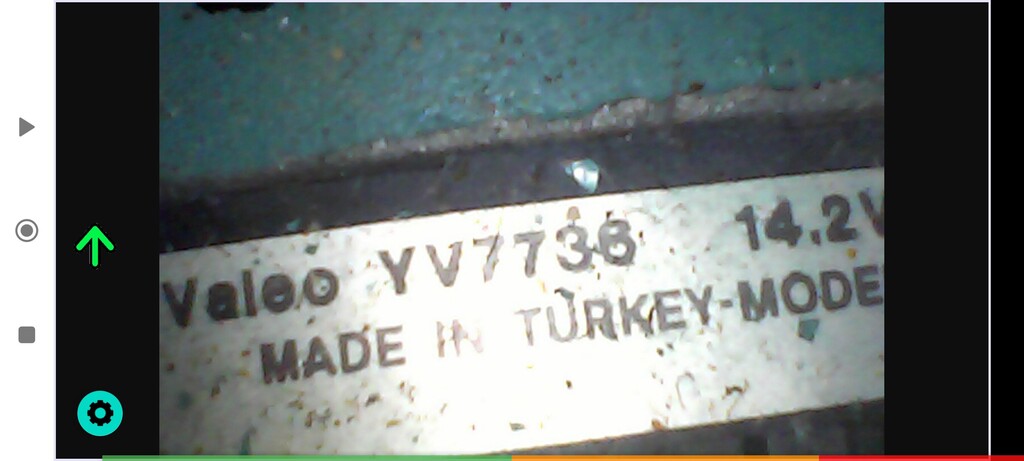 Valeo YV7736 14.2V
MADE IN TURKEY-MODE